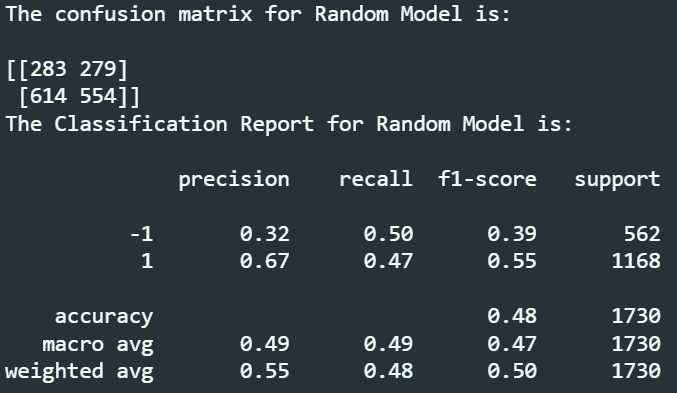 The confusion matrix for Random Model is:
[[283 279]
[614 554]]
The Classification Report for Random Model is:
precision recall f1-score support
-1 0.32 0.50 0.39 562
1 0.67 0.47 0.55 1168
accuracy 0.48 1730
macro avg 0.49 0.49 0.47 1730
weighted avg 0.55 0.48 0.50 1730